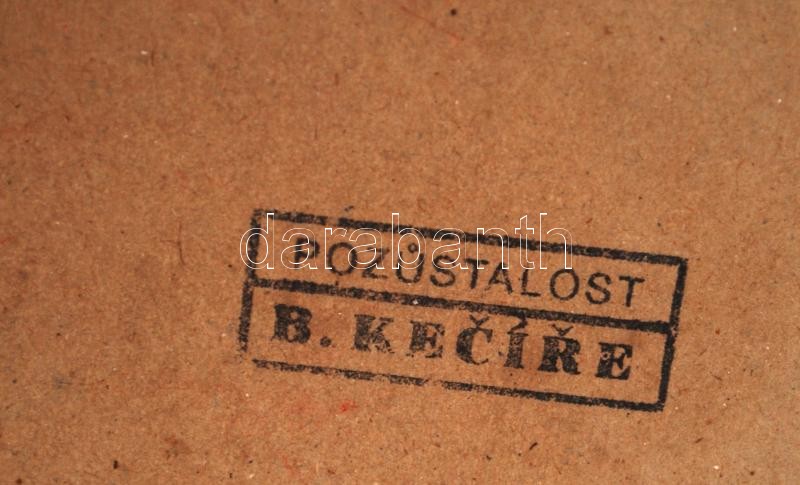 POZŮSTALOST
darabanth
B. KEČÍŘE